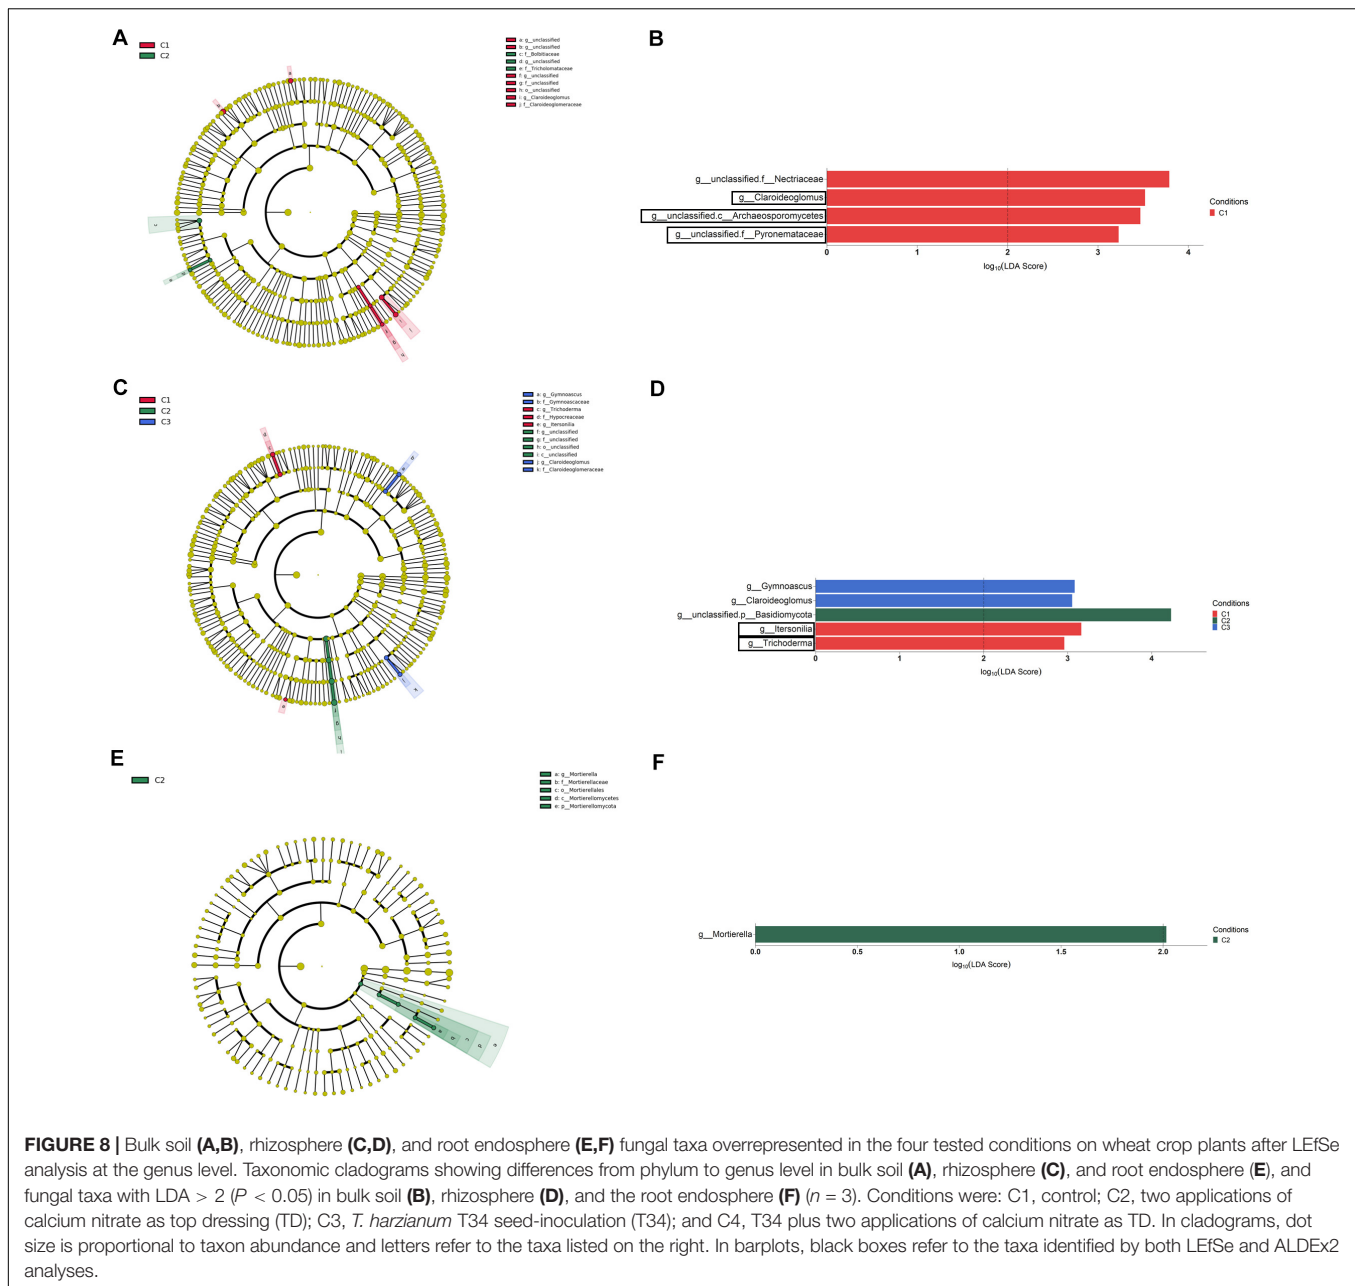 A
C1
C2
a: g__unclassified
b: g__unclassified
c: f__Bolbitiaceae
d: g__unclassified
e: f__Tricholomataceae
f: g__unclassified
g: f__unclassified
h: o__unclassified
i: g__Claroideoglomus
j: f__Claroideoglomeraceae
B
g__unclassified.f__Nectriaceae
g__Claroideoglomus
g__unclassified.c__Archaeosporomycetes
g__unclassified.f__Pyronemataceae
0 1 2 3 4
log10(LDA Score)
Conditions
C1
C
C1
C2
C3
a: g__Gymnoascus
b: f__Gymnoascaceae
c: g__Trichoderma
d: f__Hypocreaceae
e: g__Itersonilia
f: g__unclassified
g: f__unclassified
h: o__unclassified
i: c__unclassified
j: g__Claroideoglomus
k: f__Claroideoglomeraceae
D
g__Gymnoascus
g__Claroideoglomus
g__unclassified.p__Basidiomycota
g__Itersonilia
g__Trichoderma
0 1 2 3 4
log10(LDA Score)
Conditions
C1
C2
C3
E
C2
a: g__Mortierella
b: f__Mortierellaceae
c: o__Mortierellales
d: c__Mortierellomycetes
e: p__Mortierellomycota
F
g__Mortierella
0.0 0.5 1.0 1.5 2.0
log10(LDA Score)
Conditions
C2
FIGURE 8 | Bulk soil (A,B), rhizosphere (C,D), and root endosphere (E,F) fungal taxa overrepresented in the four tested conditions on wheat crop plants after LEfSe
analysis at the genus level. Taxonomic cladograms showing differences from phylum to genus level in bulk soil (A), rhizosphere (C), and root endosphere (E), and
fungal taxa with LDA > 2 (P < 0.05) in bulk soil (B), rhizosphere (D), and the root endosphere (F) (n = 3). Conditions were: C1, control; C2, two applications of
calcium nitrate as top dressing (TD); C3, T. harzianum T34 seed-inoculation (T34); and C4, T34 plus two applications of calcium nitrate as TD. In cladograms, dot
size is proportional to taxon abundance and letters refer to the taxa listed on the right. In barplots, black boxes refer to the taxa identified by both LEfSe and ALDEx2
analyses.